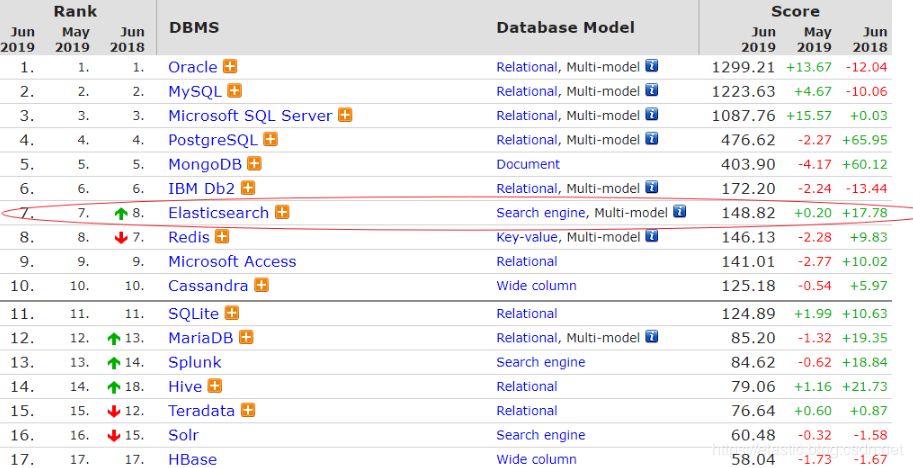 Rank Score
Jun May Jun DBMS Database Model Jun May Jun
2019 2019 2018 2019 2019 2018
1. 1. 1. Oracle Relational, Multi-model i 1299.21 +13.67 -12.04
2. 2. 2. MySQL Relational, Multi-model i 1223.63 +4.67 -10.06
3. 3. 3. Microsoft SQL Server Relational, Multi-model i 1087.76 +15.57 +0.03
4. 4. 4. PostgreSQL Relational, Multi-model i 476.62 -2.27 +65.95
5. 5. 5. MongoDB Document 403.90 -4.17 +60.12
6. 6. 6. IBM Db2 Relational, Multi-model i 172.20 -2.24 -13.44
7. 7. 8. Elasticsearch Search engine, Multi-model i 148.82 +0.20 +17.78
8. 8. 7. Redis Key-value, Multi-model i 146.13 -2.28 +9.83
9. 9. 9. Microsoft Access Relational 141.01 -2.77 +10.02
10. 10. 10. Cassandra Wide column 125.18 -0.54 +5.97
11. 11. 11. SQLite Relational 124.89 +1.99 +10.63
12. 12. 13. MariaDB Relational, Multi-model i 85.20 -1.32 +19.35
13. 13. 14. Splunk Search engine 84.62 -0.62 +18.84
14. 14. 18. Hive Relational 79.06 +1.16 +21.73
15. 15. 12. Teradata Relational 76.64 +0.60 +0.87
16. 16. 15. Solr Search engine 60.48 -0.32 -1.58
https://elastic.blog.csdn.net
17. 17. 17. HBase Wide column 58.04 -1.73 -1.67